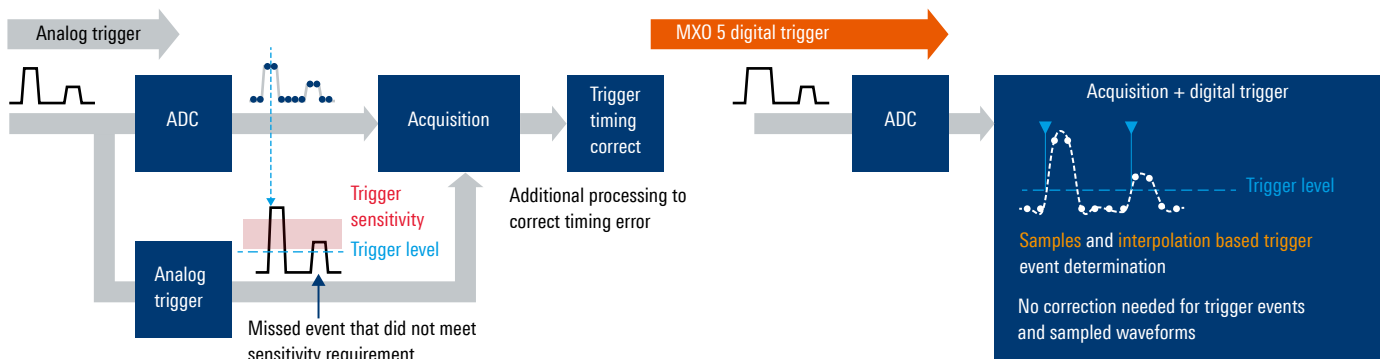 Analog trigger
ADC
Acquisition
Trigger
timing
correct
Additional processing to
correct timing error
Trigger
sensitivity
Trigger level
Analog
trigger
Missed event that did not meet
sensitivity requirement
MXO 5 digital trigger
ADC
Acquisition + digital trigger
Trigger level
Samples and interpolation based trigger
event determination
No correction needed for trigger events
and sampled waveforms